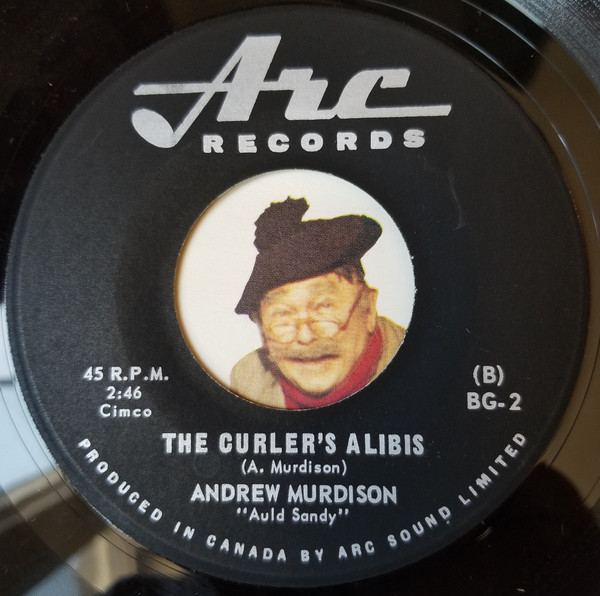 Arc
RECORDS
45 R.P.M.
2:46
Cimco
(B)
BG-2
THE CURLER'S ALIBIS
(A. Murdison)
ANDREW MURDISON
"Auld Sandy"
PRODUCED IN CANADA BY ARC SOUND LIMITED